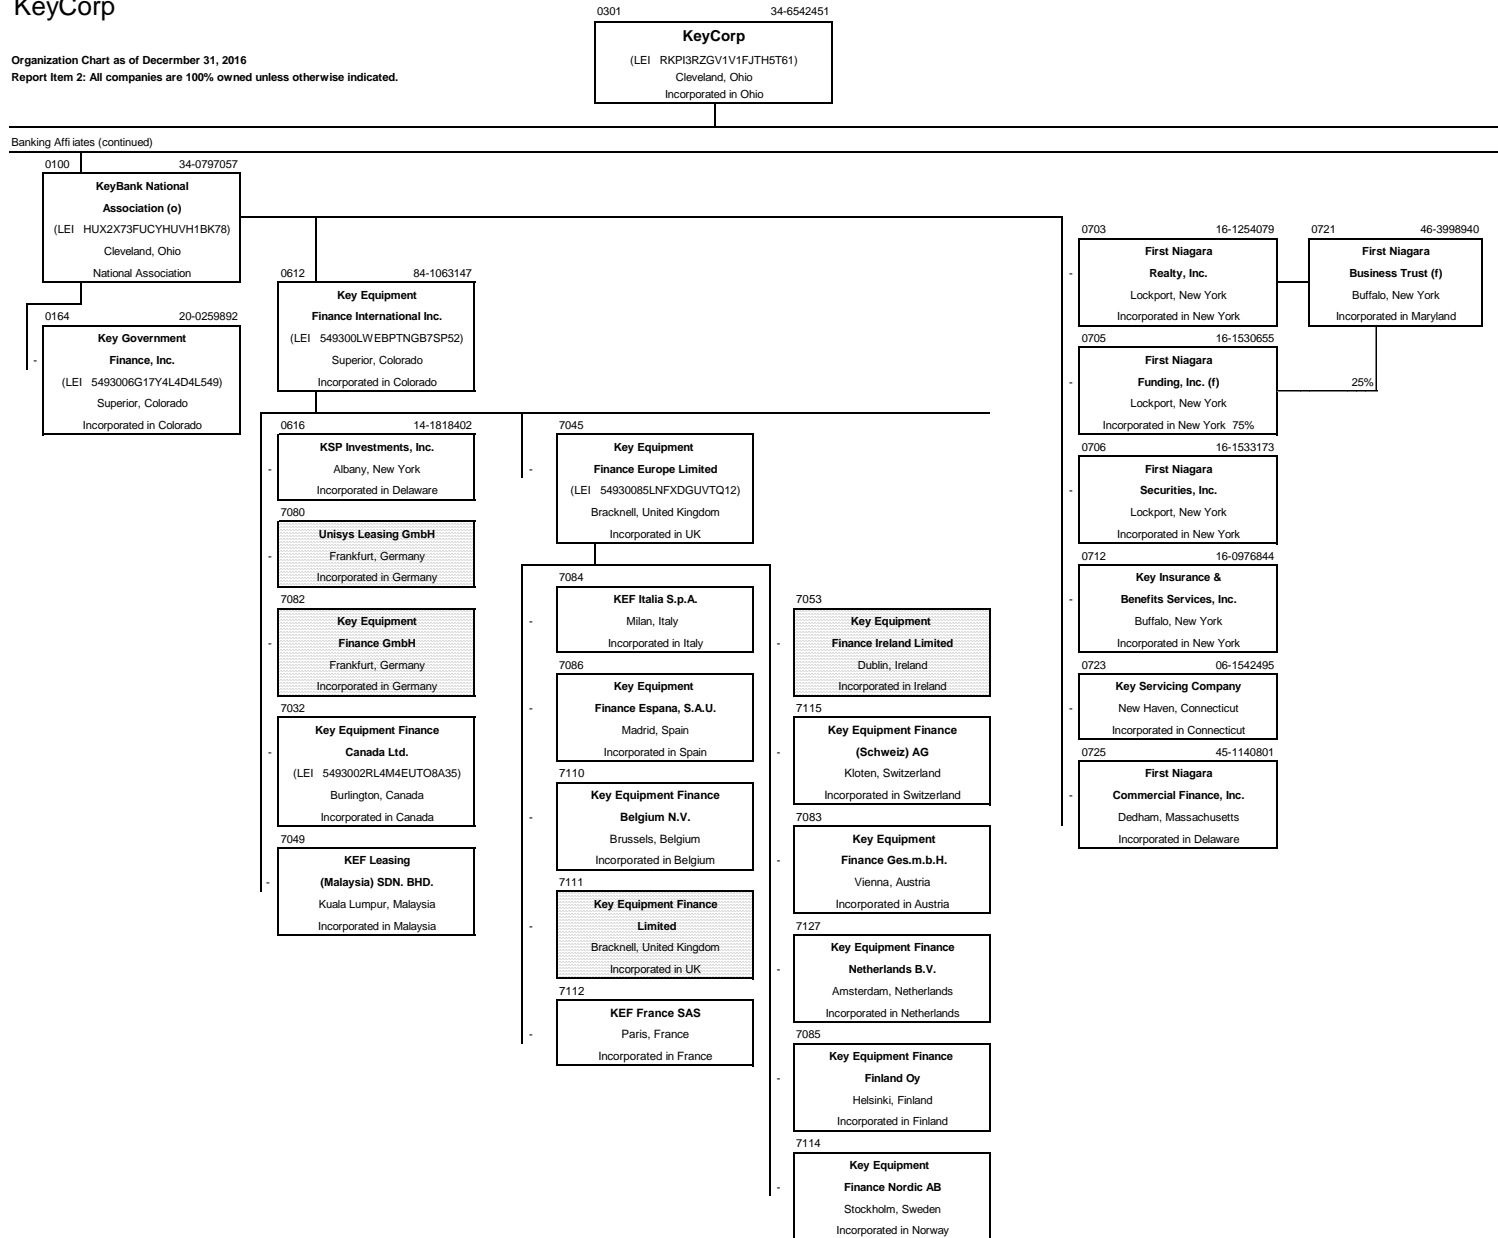 KeyCorp
0301 34-6542451
KeyCorp
(LEI RKPI3RZGV1V1FJTH5T61)
Cleveland, Ohio
Incorporated in Ohio
Organization Chart as of Decermber 31, 2016
Report Item 2: All companies are 100% owned unless otherwise indicated.
Banking Affiliates (continued)
0100 34-0797057
KeyBank National
Association (o)
(LEI HUX2X73FUCYHUVH1BK78)
Cleveland, Ohio
National Association
0164 20-0259892
Key Government
Finance, Inc.
(LEI 5493006G17Y4L4D4L549)
Superior, Colorado
Incorporated in Colorado
0612 84-1063147
Key Equipment
Finance International Inc.
(LEI 549300LWEBPTNGB7SP52)
Superior, Colorado
Incorporated in Colorado
0616 14-1818402
KSP Investments, Inc.
Albany, New York
Incorporated in Delaware
7080
Unisys Leasing GmbH
Frankfurt, Germany
Incorporated in Germany
7082
Key Equipment
Finance GmbH
Frankfurt, Germany
Incorporated in Germany
7032
Key Equipment Finance
Canada Ltd.
(LEI 5493002RL4M4EUTO8A35)
Burlington, Canada
Incorporated in Canada
7049
KEF Leasing
(Malaysia) SDN. BHD.
Kuala Lumpur, Malaysia
Incorporated in Malaysia
7045
Key Equipment
Finance Europe Limited
(LEI 54930085LNFXDGUVTQ12)
Bracknell, United Kingdom
Incorporated in UK
7084
KEF Italia S.p.A.
Milan, Italy
Incorporated in Italy
7086
Key Equipment
Finance Espana, S.A.U.
Madrid, Spain
Incorporated in Spain
7110
Key Equipment Finance
Belgium N.V.
Brussels, Belgium
Incorporated in Belgium
7111
Key Equipment Finance
Limited
Bracknell, United Kingdom
Incorporated in UK
7112
KEF France SAS
Paris, France
Incorporated in France
7053
Key Equipment
Finance Ireland Limited
Dublin, Ireland
Incorporated in Ireland
7115
Key Equipment Finance
(Schweiz) AG
Kloten, Switzerland
Incorporated in Switzerland
7083
Key Equipment
Finance Ges.m.b.H.
Vienna, Austria
Incorporated in Austria
7127
Key Equipment Finance
Netherlands B.V.
Amsterdam, Netherlands
Incorporated in Netherlands
7085
Key Equipment Finance
Finland Oy
Helsinki, Finland
Incorporated in Finland
7114
Key Equipment
Finance Nordic AB
Stockholm, Sweden
Incorporated in Norway
0703 16-1254079
First Niagara
Realty, Inc.
Lockport, New York
Incorporated in New York
0721 46-3998940
First Niagara
Business Trust (f)
Buffalo, New York
Incorporated in Maryland
0705 16-1530655
First Niagara
Funding, Inc. (f)
Lockport, New York
Incorporated in New York 75%
25%
0706 16-1533173
First Niagara
Securities, Inc.
Lockport, New York
Incorporated in New York
0712 16-0976844
Key Insurance &
Benefits Services, Inc.
Buffalo, New York
Incorporated in New York
0723 06-1542495
Key Servicing Company
New Haven, Connecticut
Incorporated in Connecticut
0725 45-1140801
First Niagara
Commercial Finance, Inc.
Dedham, Massachusetts
Incorporated in Delaware